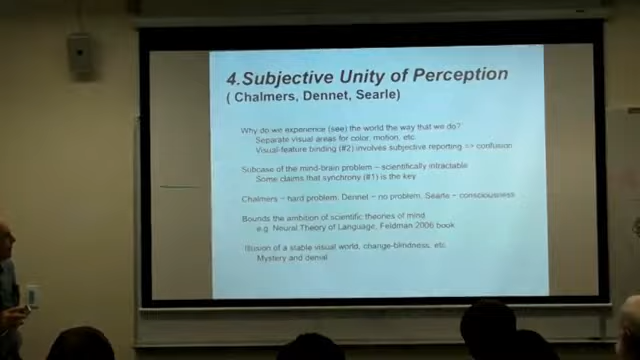 4.Subjective Unity of Perception
( Chalmers, Dennet, Searle)
Why do we experience (see) the world the way that we do?
Separate visual areas for color, motion, etc.
Visual-feature binding (#2) involves subjective reporting => confusion
Subcase of the mind-brain problem – scientifically intractable
Some claims that synchrony (#1) is the key
Chalmers – hard problem, Dennet – no problem, Searle – consciousness
Bounds the ambition of scientific theories of mind
e.g. Neural Theory of Language, Feldman 2006 book
Illusion of a stable visual world, change-blindness, etc.
Mystery and denial